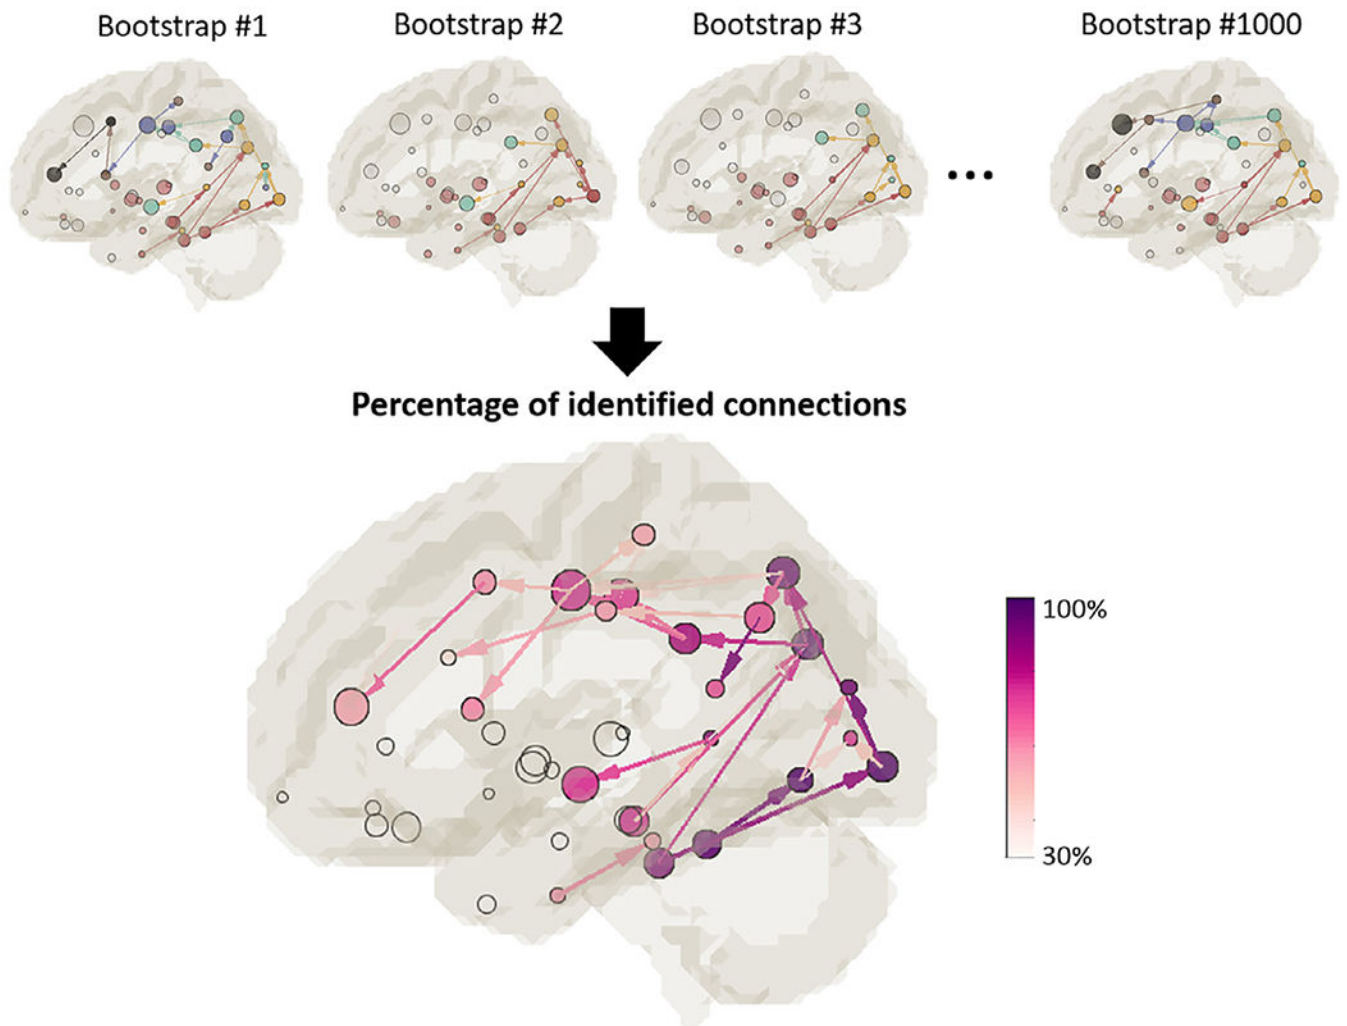 Bootstrap #1
Bootstrap #2
Bootstrap #3
...
Bootstrap #1000
Percentage of identified connections
100%
30%